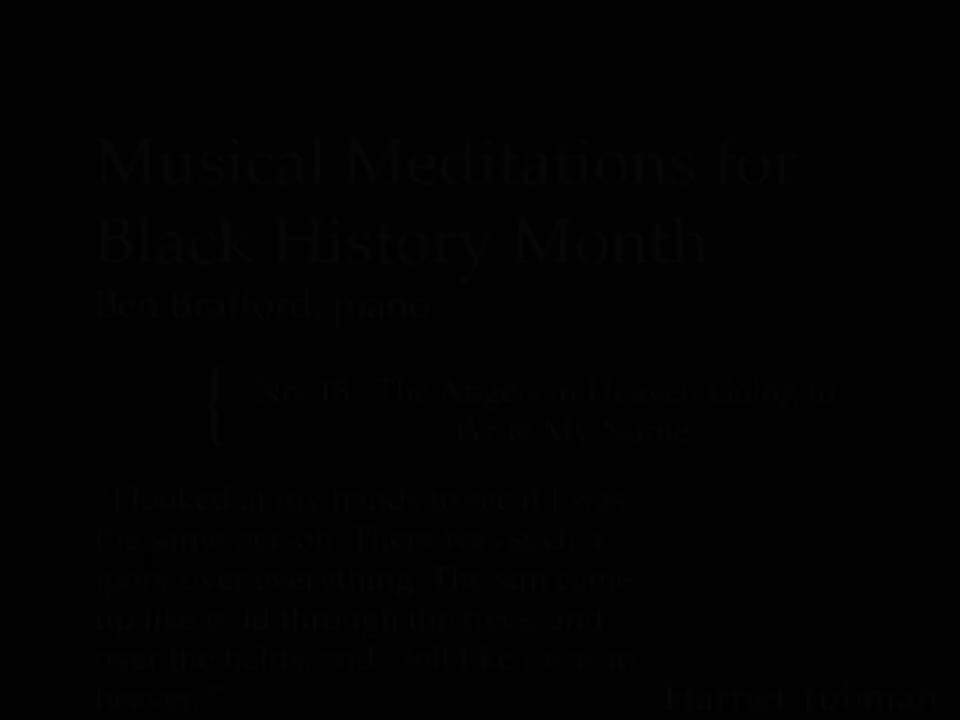 Musical Meditations for
Black History Month
Ben Brafford, piano
No. 18 The Angels in Heaven Going to
Write My Name
"I looked at my hands to see if I was
the same person. There was such a
glory over everything. The sun came
up like gold through the trees, and
over the fields, and I felt like I was in
heaven."
Harriet Tubman